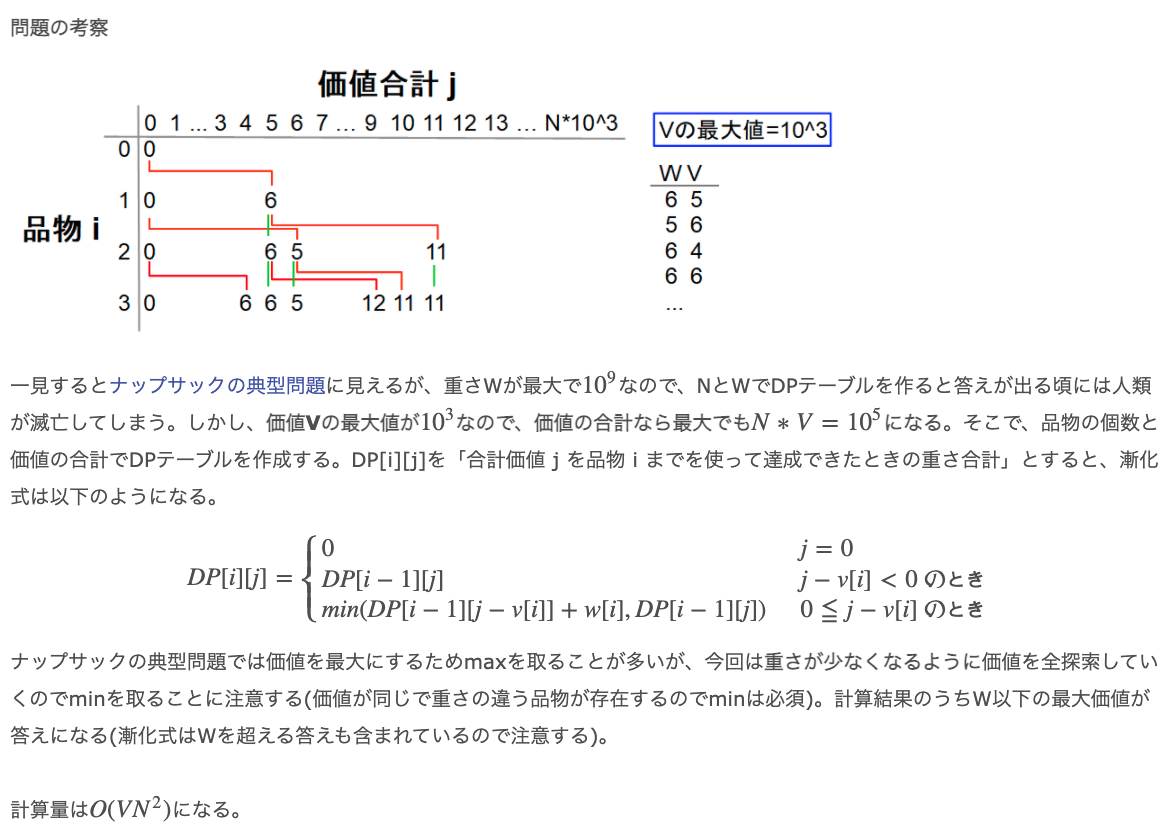 問題の考察
価値合計 j
0 1 ... 3 4 5 6 7 ... 9 10 11 12 13 ... N*10^3
Vの最大値=10^3
0 0
W V
1 0 6
6 5
品物 i
5 6
2 0 6 5 11
6 4
6 6
3 0 6 6 5 12 11 11
...
一見するとナップサックの典型問題に見えるが、重さWが最大で10⁹なので、NとWでDPテーブルを作ると答えが出る頃には人類
が滅亡してしまう。しかし、価値Vの最大値が10³なので、価値の合計なら最大でもN ∗ V = 10⁵になる。そこで、品物の個数と
価値の合計でDPテーブルを作成する。DP[i][j]を「合計価値 j を品物 i までを使って達成できたときの重さ合計」とすると、漸化
式は以下のようになる。
DP[i][j] = {
0 j = 0
DP[i − 1][j] j − v[i] < 0 のとき
min(DP[i − 1][j − v[i]] + w[i], DP[i − 1][j]) 0 ≦ j − v[i] のとき
ナップサックの典型問題では価値を最大にするためmaxを取ることが多いが、今回は重さが少なくなるように価値を全探索してい
くのでminを取ることに注意する(価値が同じで重さの違う品物が存在するのでminは必須)。計算結果のうちW以下の最大価値が
答えになる(漸化式はWを超える答えも含まれているので注意する)。
計算量はO(VN²)になる。